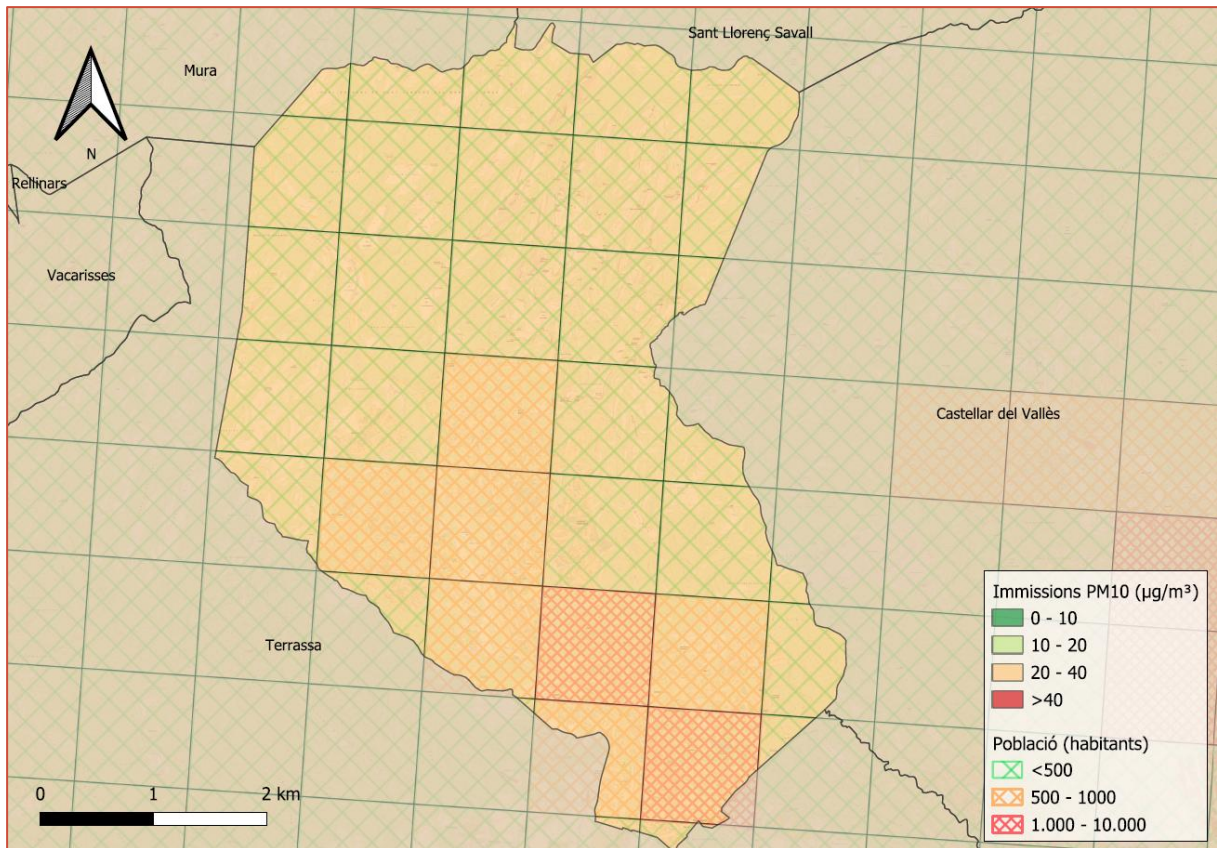 Sant Llorenç Savall
Mura
N
Rellinars
Vacarisses
Castellar del Vallès
Terrassa
Immissions PM10 (µg/m³)
0 - 10
10 - 20
20 - 40
>40
Població (habitants)
<500
500 - 1000
1.000 - 10.000
0 1 2 km